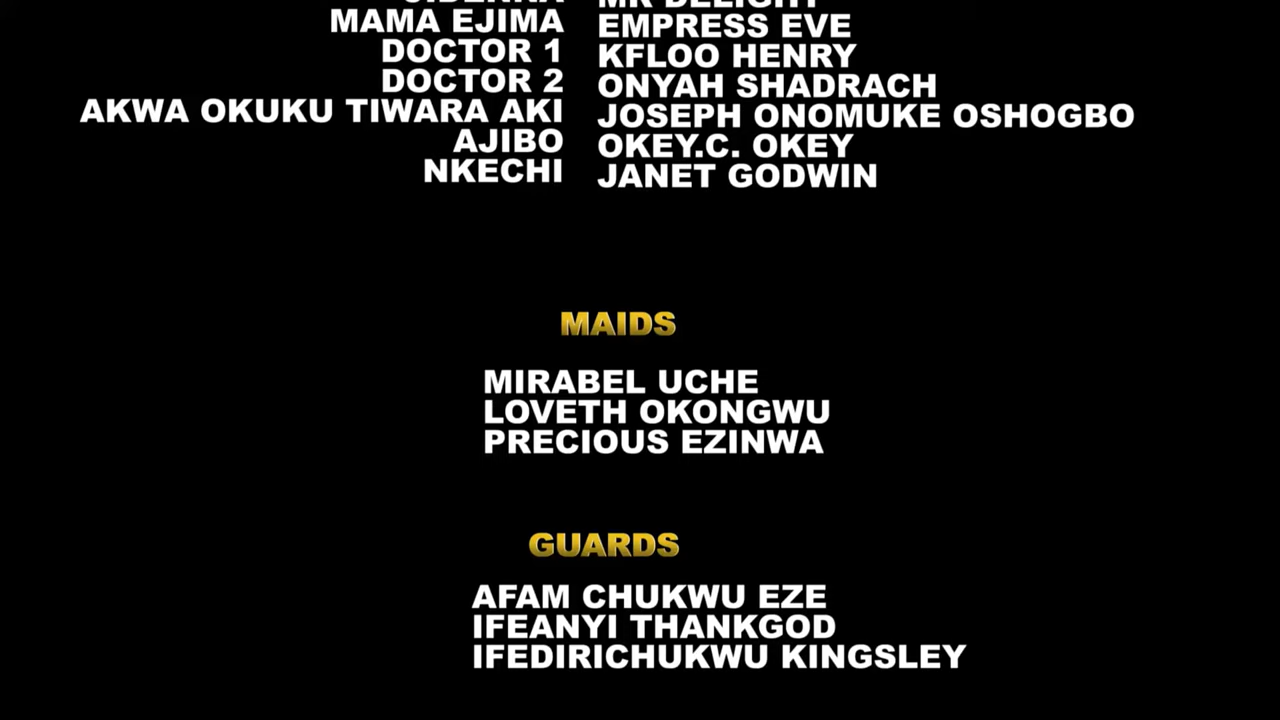 MAMA EJIMA EMPRESS EVE
DOCTOR 1 KFLOO HENRY
DOCTOR 2 ONYAH SHADRACH
AKWA OKUKU TIWARA AKI JOSEPH ONOMUKE OSHOGBO
AJIBO OKEY.C. OKEY
NKECHI JANET GODWIN
MAIDS
MIRABEL UCHE
LOVETH OKONGWU
PRECIOUS EZINWA
GUARDS
AFAM CHUKWU EZE
IFEANYI THANKGOD
IFEDIRICHUKWU KINGSLEY